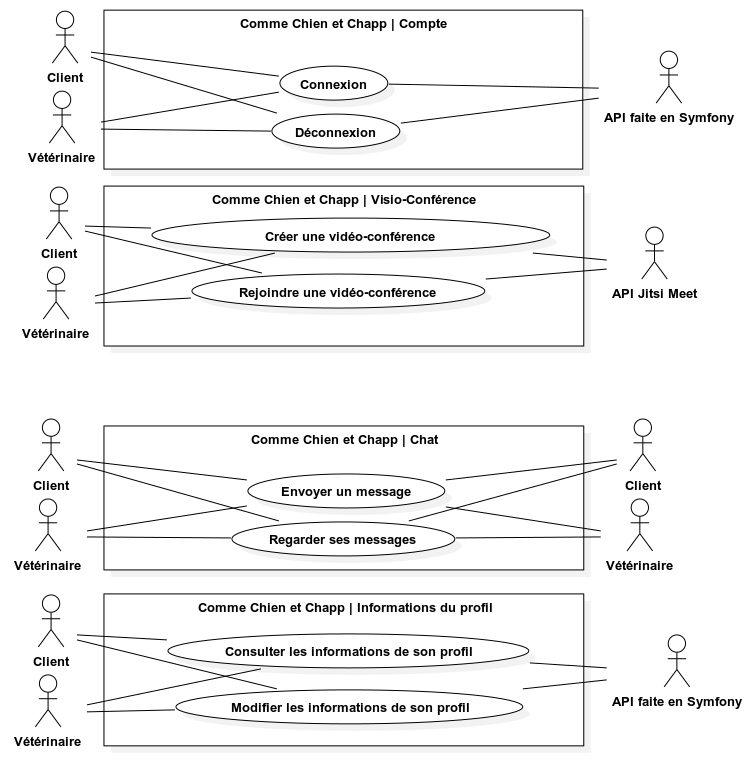 Comme Chien et Chapp | Compte
Client
Connexion
API faite en Symfony
Déconnexion
Vétérinaire
Comme Chien et Chapp | Visio-Conférence
Créer une vidéo-conférence
Client
Rejoindre une vidéo-conférence
API Jitsi Meet
Vétérinaire
Comme Chien et Chapp | Chat
Client
Envoyer un message
Client
Regarder ses messages
Vétérinaire
Vétérinaire
Comme Chien et Chapp | Informations du profil
Consulter les informations de son profil
Client
Modifier les informations de son profil
API faite en Symfony
Vétérinaire